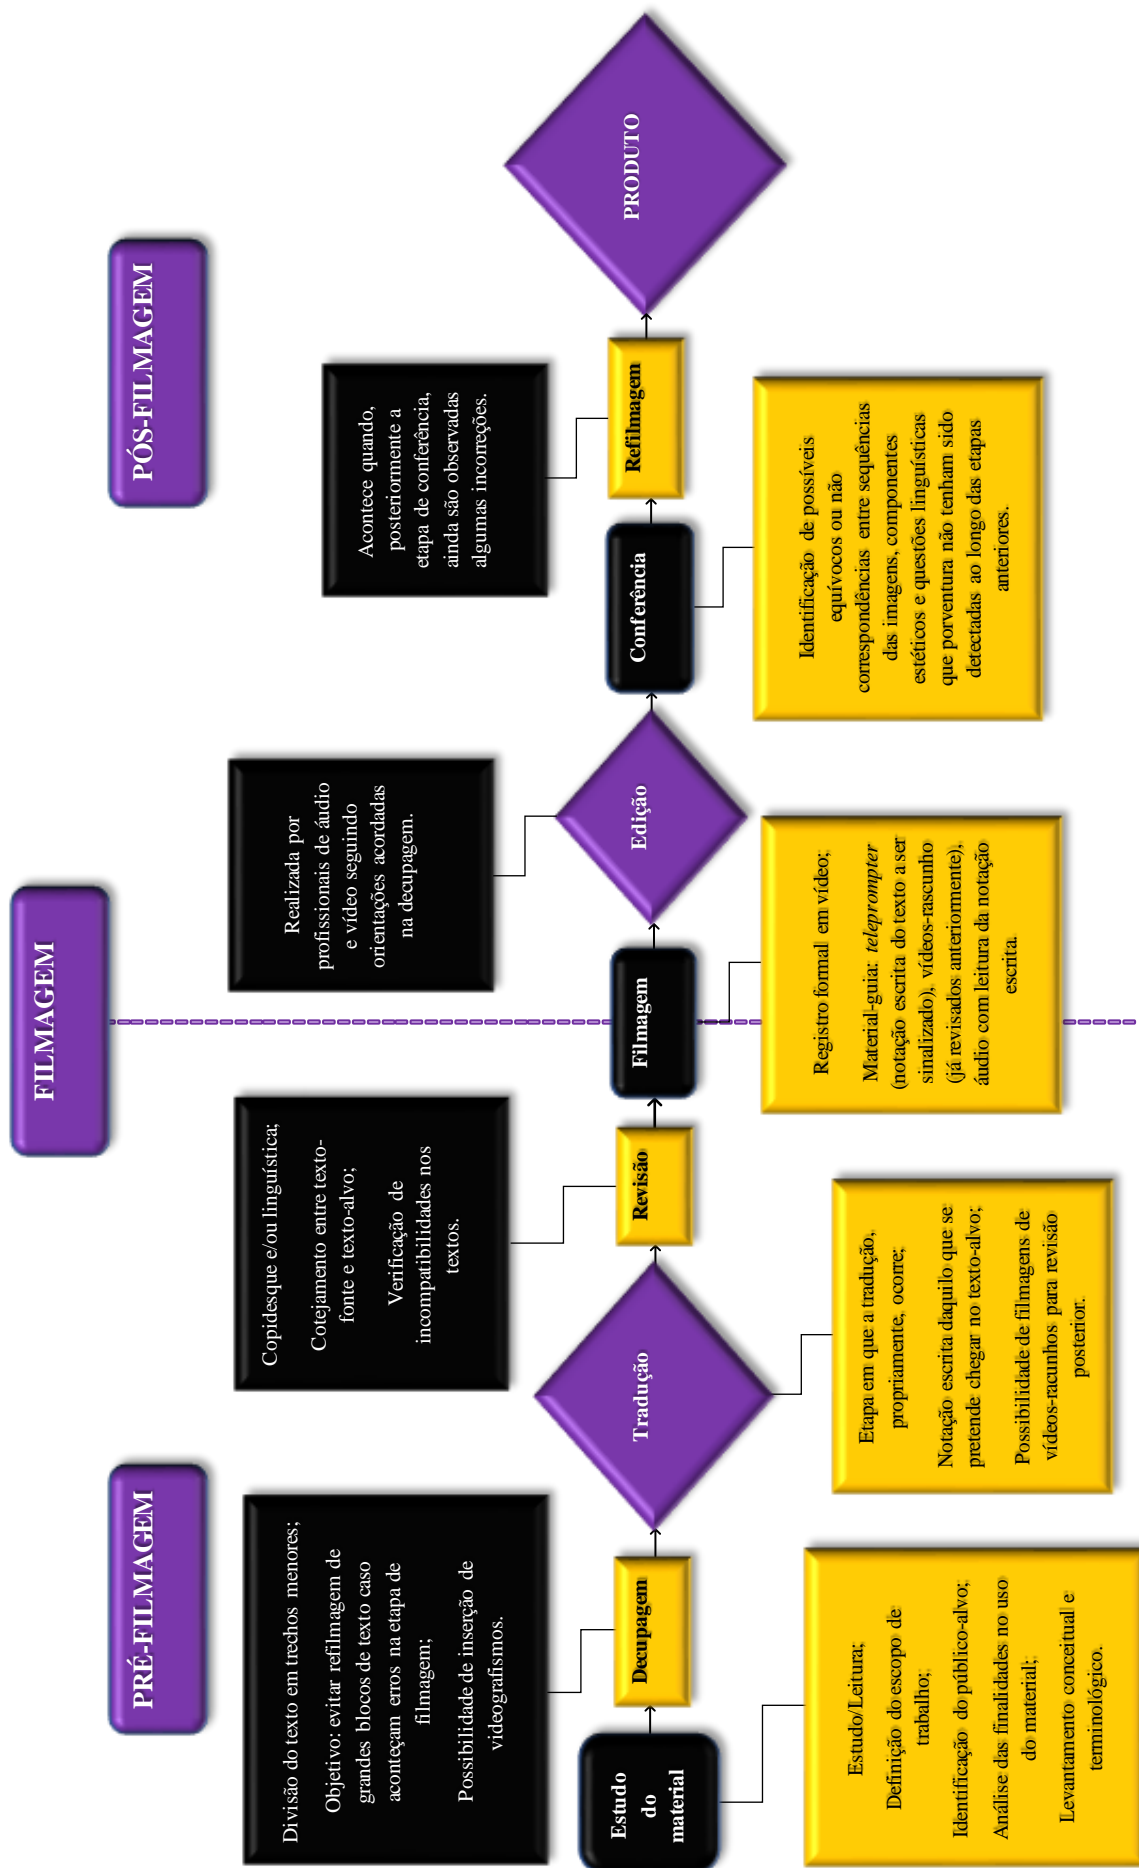 PRÉ-FILMAGEM
FILMAGEM
PÓS-FILMAGEM
Divisão do texto em trechos menores;
Objetivo: evitar refilmagem de
grandes blocos de texto caso
aconteçam erros na etapa de
filmagem;
Possibilidade de inserção de
videografismos.
Copidesque e/ou linguística;
Cotejamento entre texto-
fonte e texto-alvo;
Verificação de
incompatibilidades nos
textos.
Realizada por
profissionais de áudio
e vídeo seguindo
orientações acordadas
na decupagem.
Acontece quando,
posteriormente a
etapa de conferência,
ainda são observadas
algumas incorreções.
Estudo
do
material
Decupagem
Tradução
Revisão
Filmagem
Edição
Conferência
Refilmagem
PRODUTO
Estudo/Leitura;
Definição do escopo de
trabalho;
Identificação do público-alvo;
Análise das finalidades no uso
do material;
Levantamento conceitual e
terminológico.
Etapa em que a tradução,
propriamente, ocorre;
Notação escrita daquilo que se
pretende chegar no texto-alvo;
Possibilidade de filmagens de
vídeos-racunhos para revisão
posterior.
Registro formal em vídeo;
Material-guia: teleprompter
(notação escrita do texto a ser
sinalizado), vídeos-rascunho
(já revisados anteriormente),
áudio com leitura da notação
escrita.
Identificação de possíveis
equívocos ou não
correspondências entre sequências
das imagens, componentes
estéticos e questões linguísticas
que porventura não tenham sido
detectadas ao longo das etapas
anteriores.